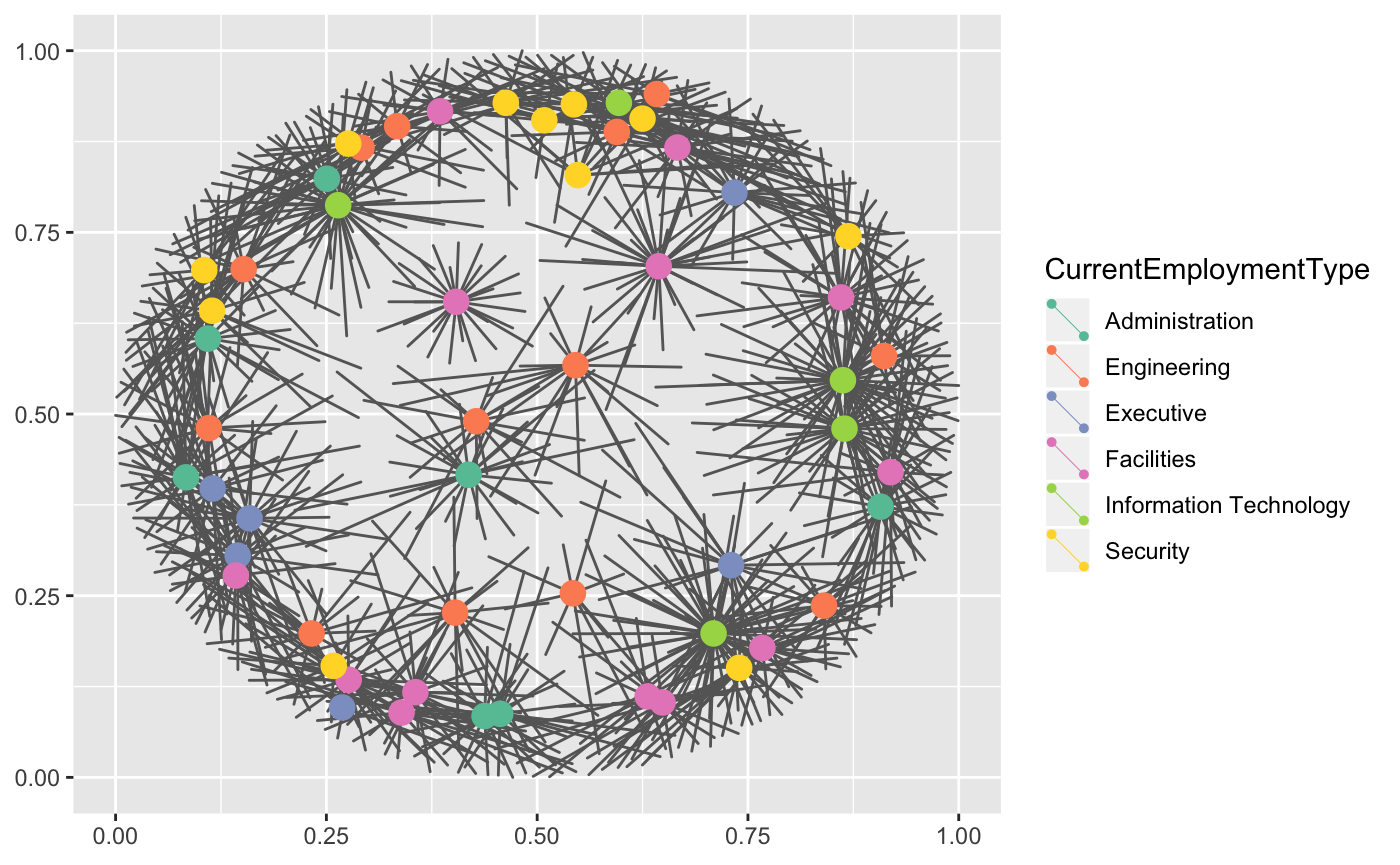 1.00
0.75
0.50
0.25
0.00
0.00 0.25 0.50 0.75 1.00
CurrentEmploymentType
Administration
Engineering
Executive
Facilities
Information Technology
Security